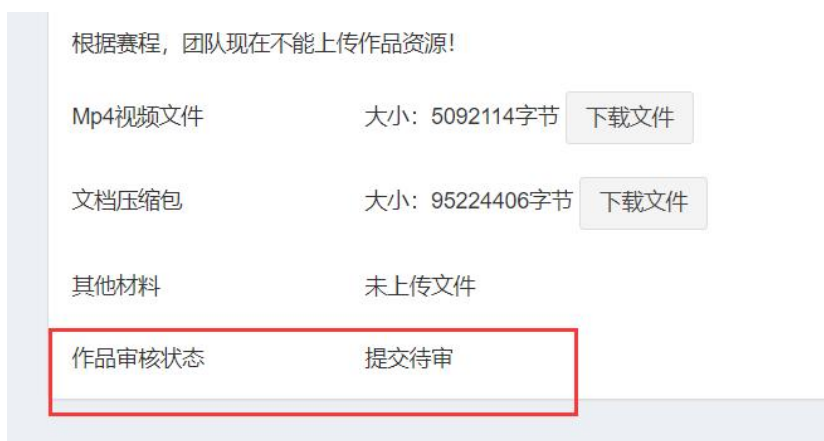 根据赛程，团队现在不能上传作品资源！
Mp4视频文件 大小：5092114字节 下载文件
文档压缩包 大小：95224406字节 下载文件
其他材料 未上传文件
作品审核状态 提交待审